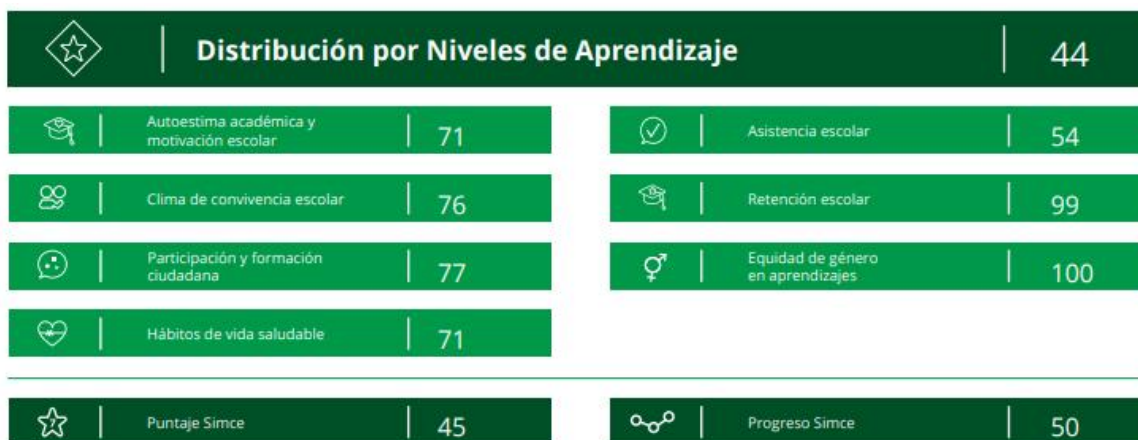 Distribución por Niveles de Aprendizaje 44
Autoestima académica y
motivación escolar 71
Asistencia escolar 54
Clima de convivencia escolar 76
Retención escolar 99
Participación y formación
ciudadana 77
Equidad de género
en aprendizajes 100
Hábitos de vida saludable 71
Puntaje Simce 45
Progreso Simce 50